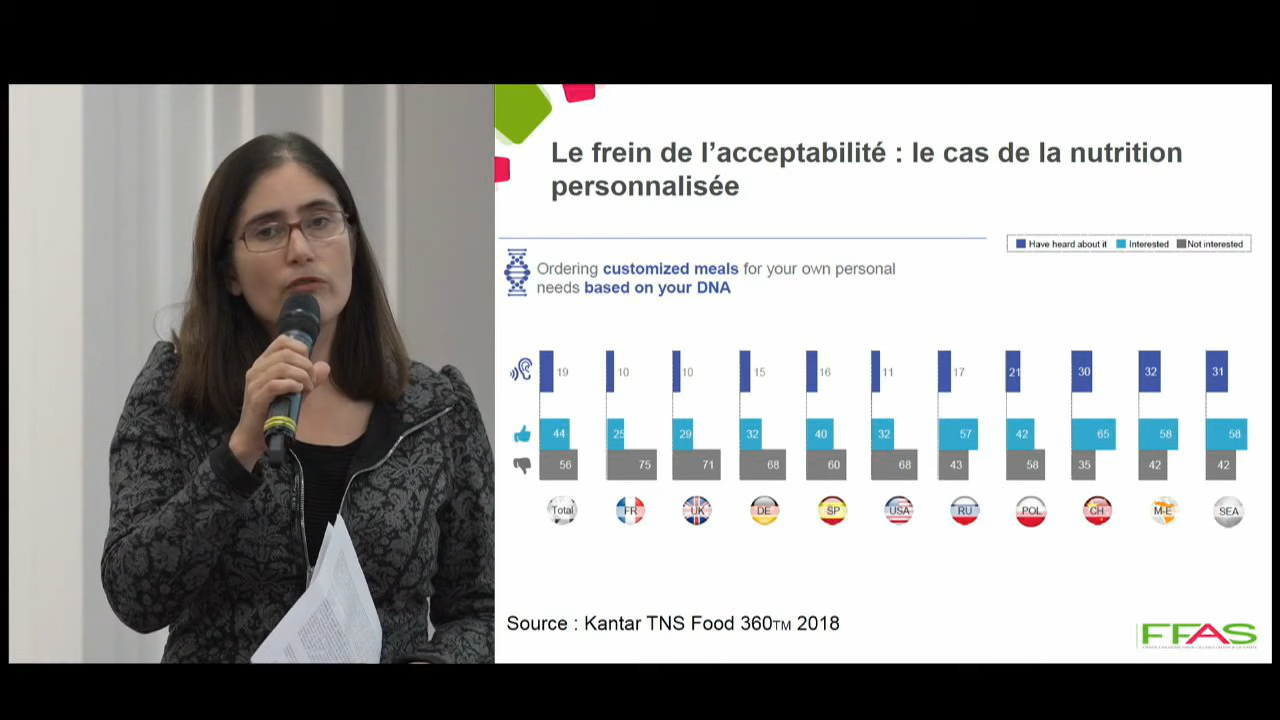 Le frein de l’acceptabilité : le cas de la nutrition
personnalisée
Have heard about it Interested Not interested
Ordering customized meals for your own personal
needs based on your DNA
19 10 10 15 16 11 17 21 30 32 31
44 25 29 32 40 32 57 42 65 58 58
56 75 71 68 60 68 43 58 35 42 42
Total FR UK DE SP USA RU POL CH M-E SEA
Source : Kantar TNS Food 360TM 2018
FFAS